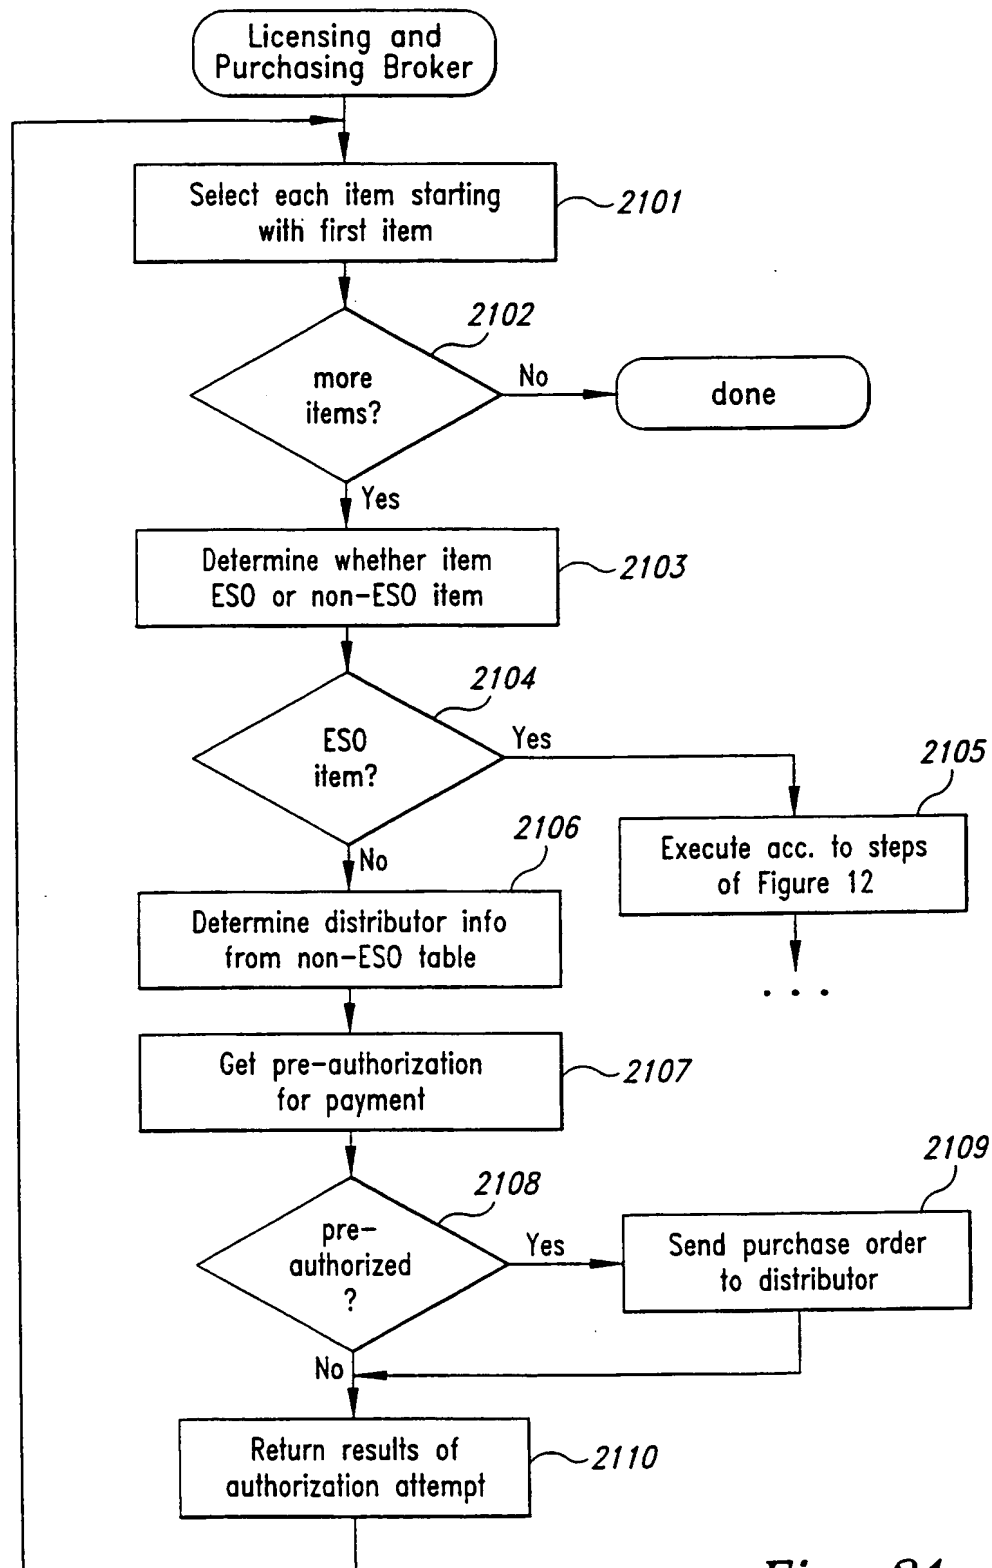 Licensing and
Purchasing Broker
Select each item starting
with first item
2101
2102
more
items?
No
done
Yes
Determine whether item
ESO or non-ESO item
2103
2104
ESO
item?
Yes
2105
Execute acc. to steps
of Figure 12
. . .
No
2106
Determine distributor info
from non-ESO table
Get pre-authorization
for payment
2107
2108
pre-
authorized
?
Yes
2109
Send purchase order
to distributor
No
Return results of
authorization attempt
2110